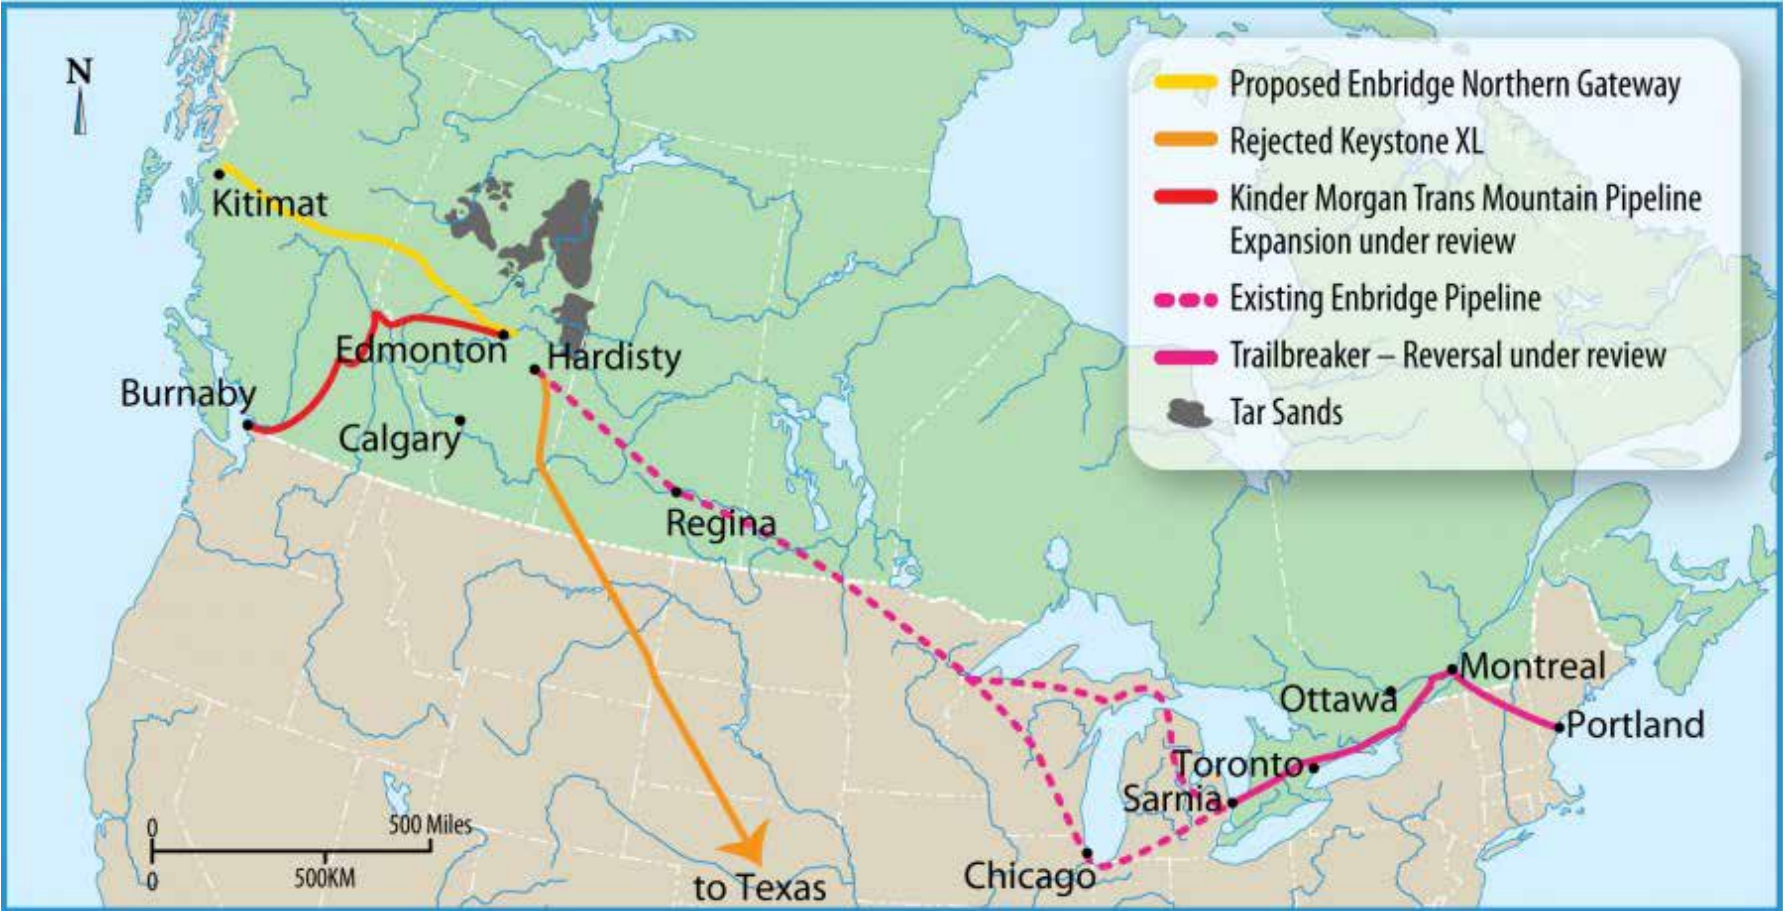 N
Proposed Enbridge Northern Gateway
Rejected Keystone XL
Kinder Morgan Trans Mountain Pipeline
Expansion under review
Existing Enbridge Pipeline
Trailbreaker – Reversal under review
Tar Sands
Kitimat
Edmonton
Hardisty
Burnaby
Calgary
Regina
Montreal
Ottawa
Portland
Toronto
Sarnia
Chicago
to Texas
0
500 Miles
0
500KM